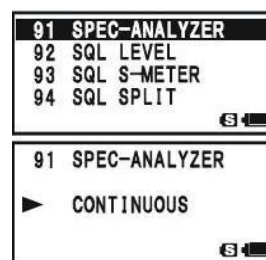 91 SPEC-ANALYZER
92 SQL LEVEL
93 SQL S-METER
94 SQL SPLIT
S
91 SPEC-ANALYZER
CONTINUOUS
S